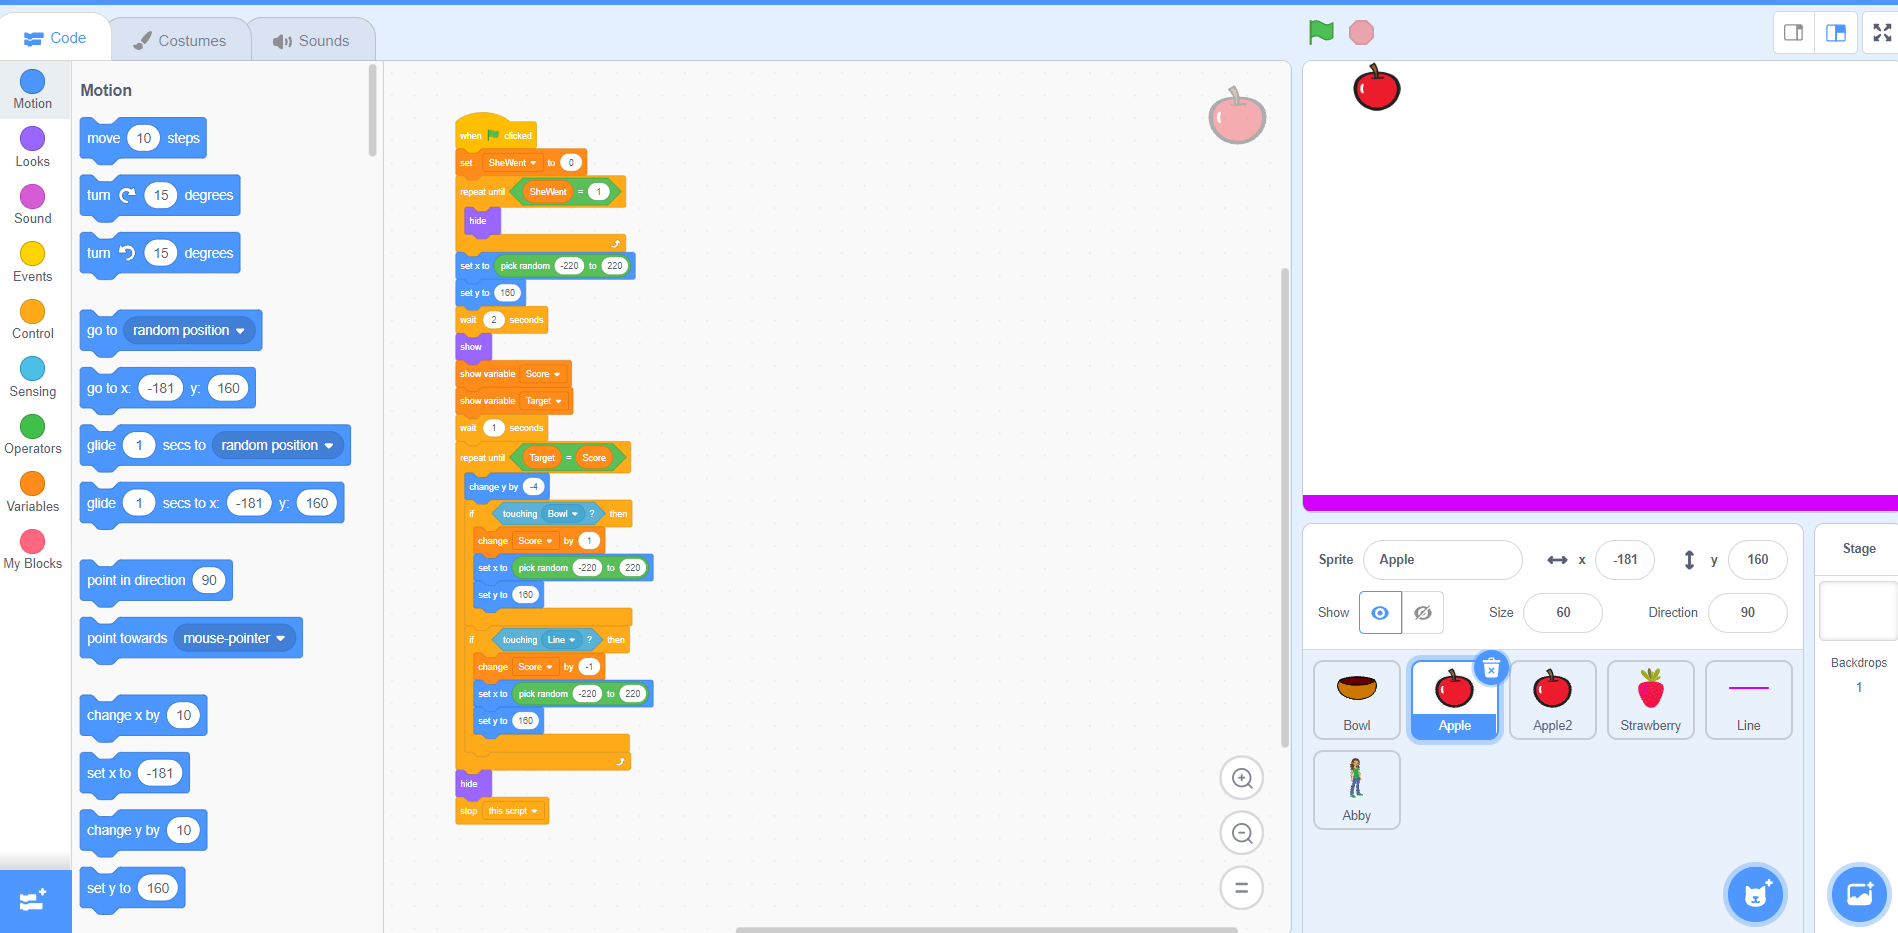 Code
Costumes
Sounds
Motion
Looks
Sound
Events
Control
Sensing
Operators
Variables
My Blocks
Motion
move 10 steps
turn 15 degrees
turn 15 degrees
go to random position
go to x: -181 y: 160
glide 1 secs to random position
glide 1 secs to x: -181 y: 160
point in direction 90
point towards mouse-pointer
change x by 10
set x to -181
change y by 10
set y to 160
when clicked
set SheWent to 0
repeat until SheWent = 1
hide
set x to pick random -220 to 220
set y to 160
wait 2 seconds
show
show variable Score
show variable Target
wait 1 seconds
repeat until Target = Score
change y by -4
if touching Bowl ? then
change Score by 1
set x to pick random -220 to 220
set y to 160
if touching Line ? then
change Score by -1
set x to pick random -220 to 220
set y to 160
hide
stop this script
Sprite Apple x -181 y 160
Show Size 60 Direction 90
Bowl
Apple
Apple2
Strawberry
Line
Abby
Stage
Backdrops
1